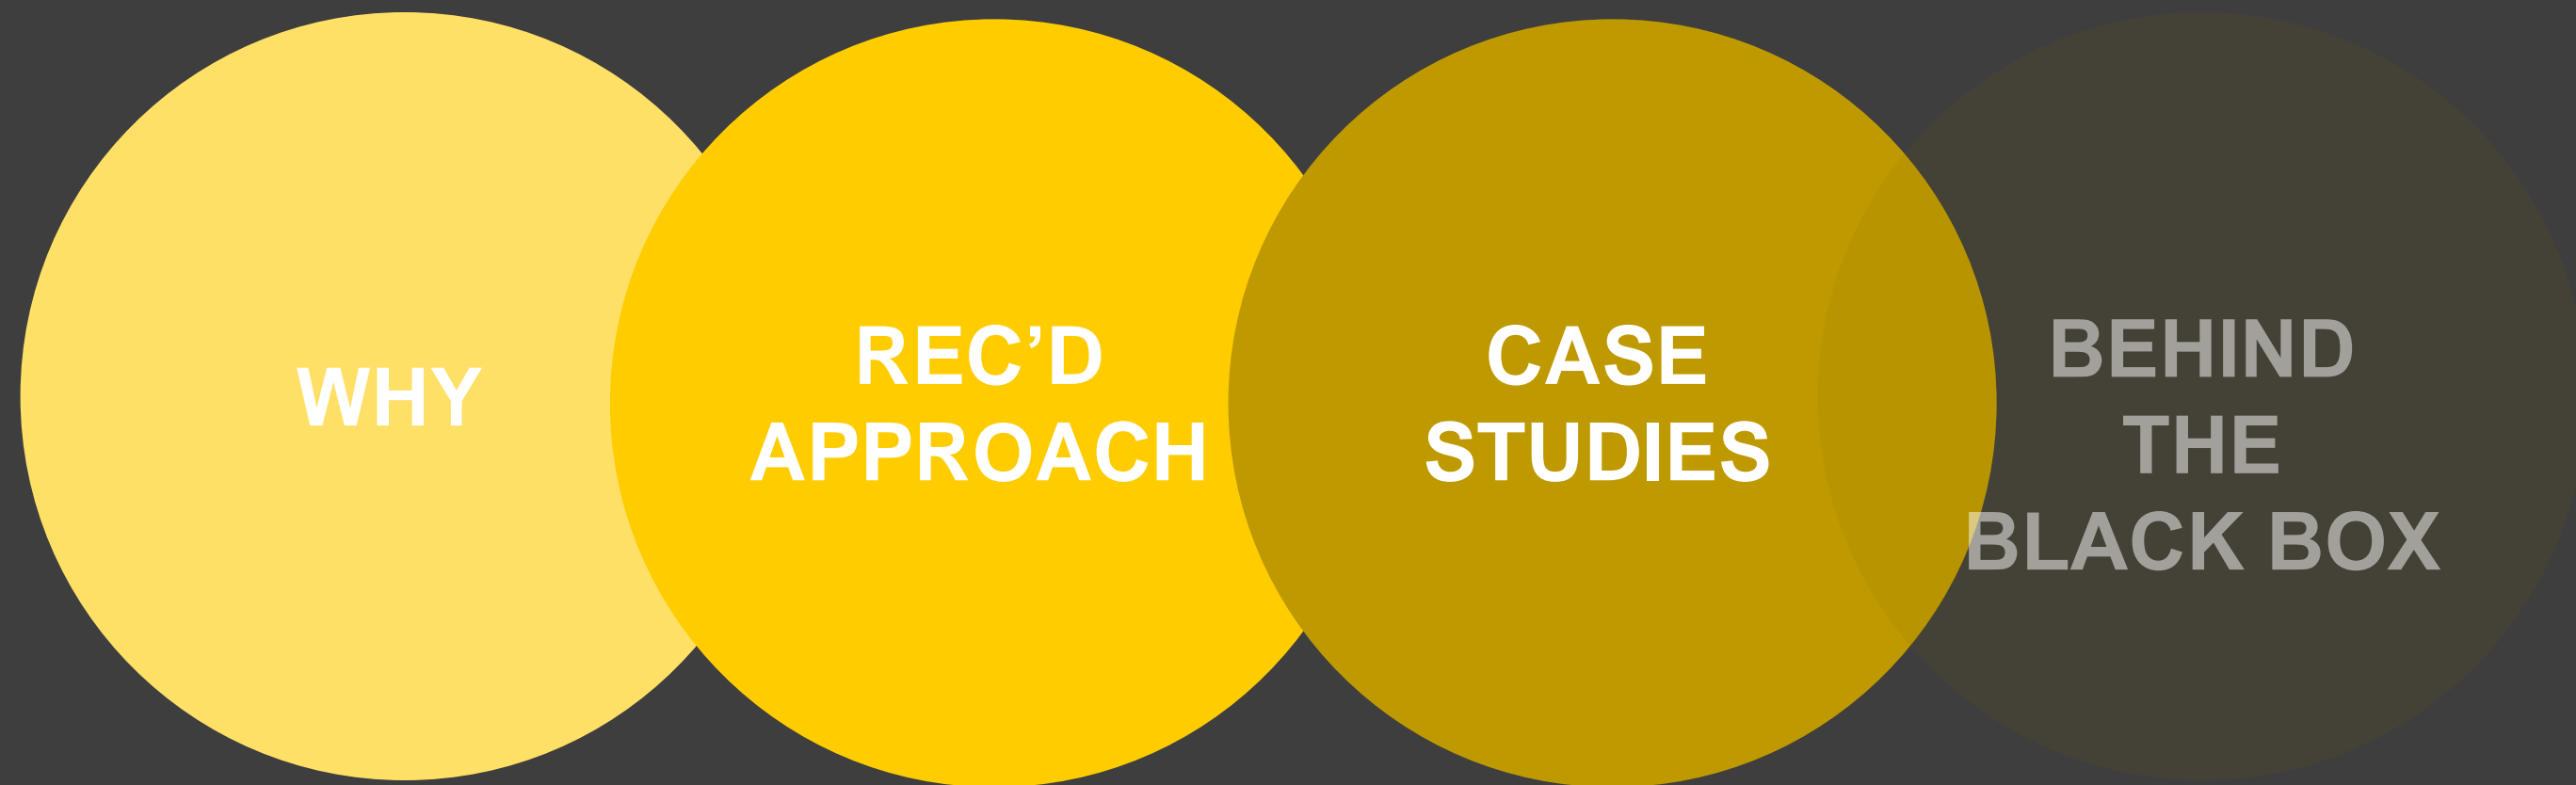 WHY
REC’D
APPROACH
CASE
STUDIES
BEHIND
THE
BLACK BOX